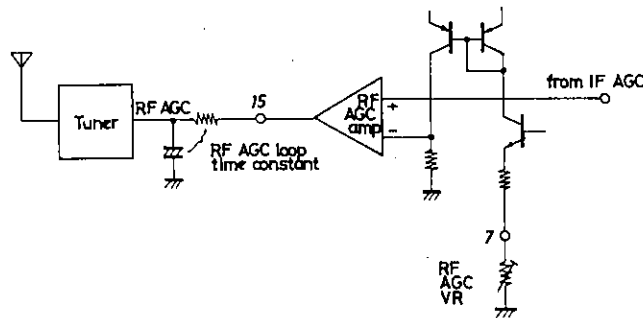 from IF AGC
RF AGC
15
Tuner
RF
AGC
amp
+
-
RF AGC loop
time constant
7
RF
AGC
VR